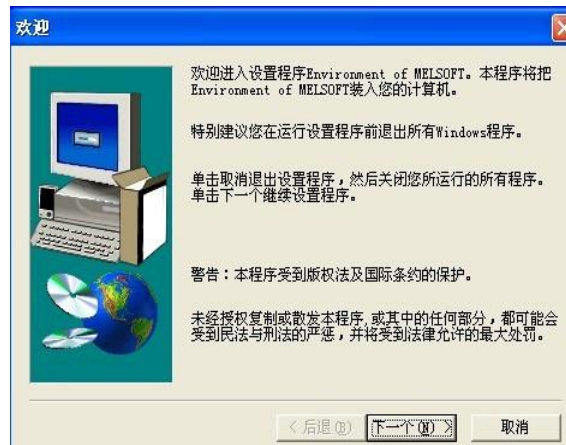 欢迎
欢迎进入设置程序Environment of MELSOFT。本程序将把
Environment of MELSOFT装入您的计算机。
特别建议您在运行设置程序前退出所有Windows程序。
单击取消退出设置程序，然后关闭您所运行的所有程序。
单击下一个继续设置程序。
警告：本程序受到版权法及国际条约的保护。
未经授权复制或散发本程序,或其中的任何部分，都可能会
受到民法与刑法的严惩，并将受到法律允许的最大处罚。
< 后退(B) 下一个(N) > 取消